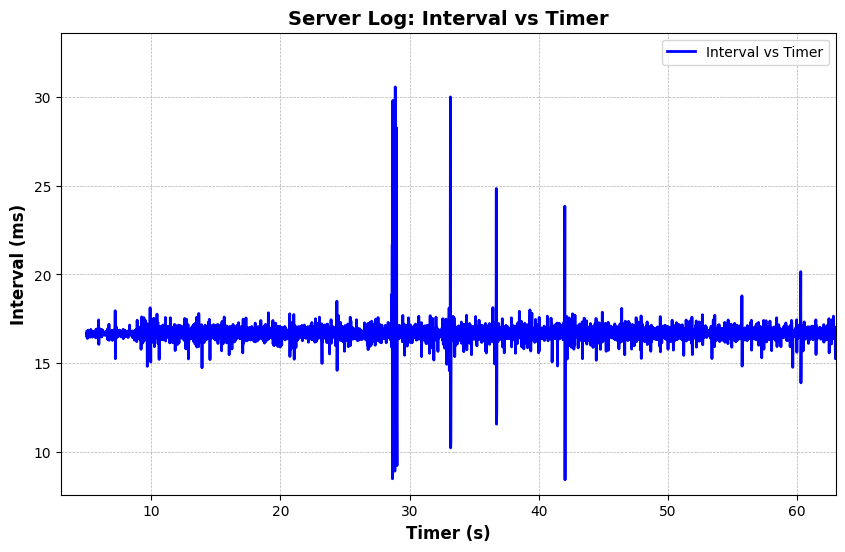 Server Log: Interval vs Timer
Interval vs Timer
30
25
20
15
10
Interval (ms)
10 20 30 40 50 60
Timer (s)